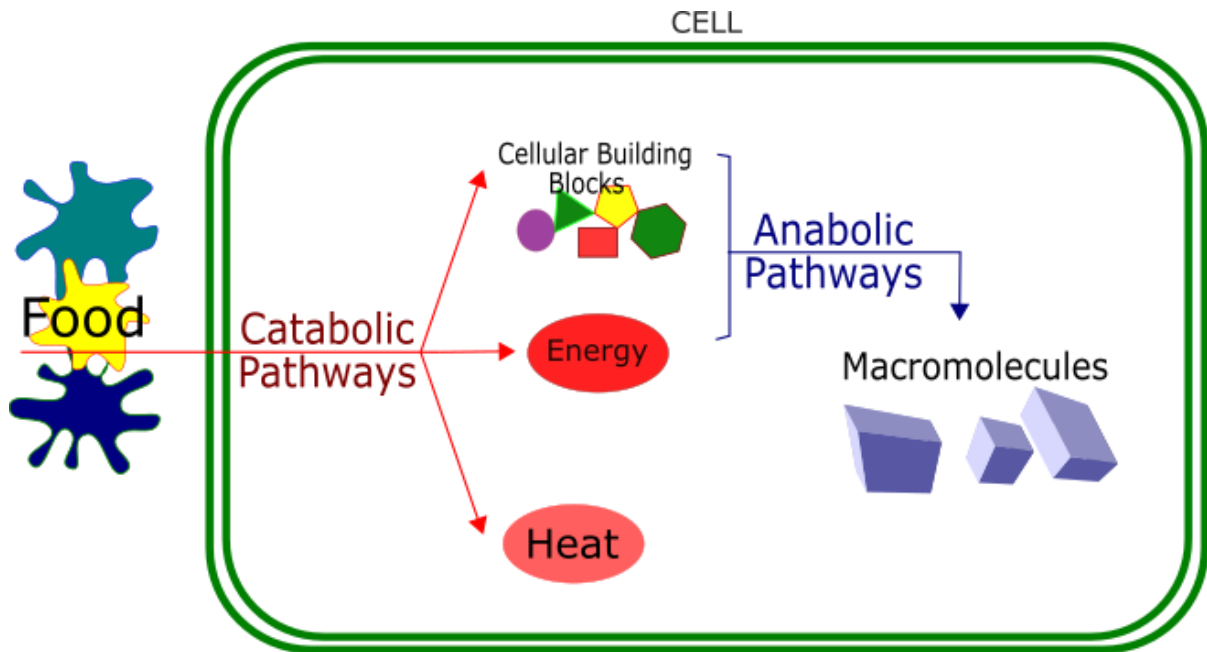 CELL
Cellular Building
Blocks
Anabolic
Pathways
Food
Catabolic
Pathways
Energy
Macromolecules
Heat